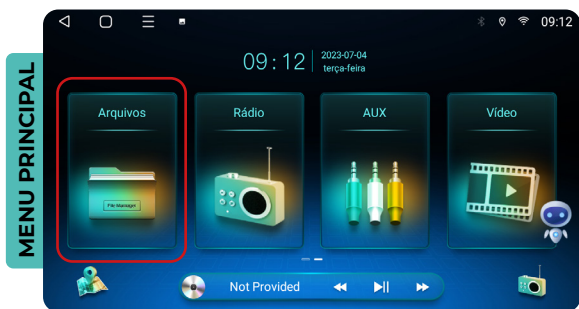 MENU PRINCIPAL
09:12
09:12
2023-07-04
terça-feira
Arquivos
Rádio
AUX
Vídeo
File Manager
Not Provided